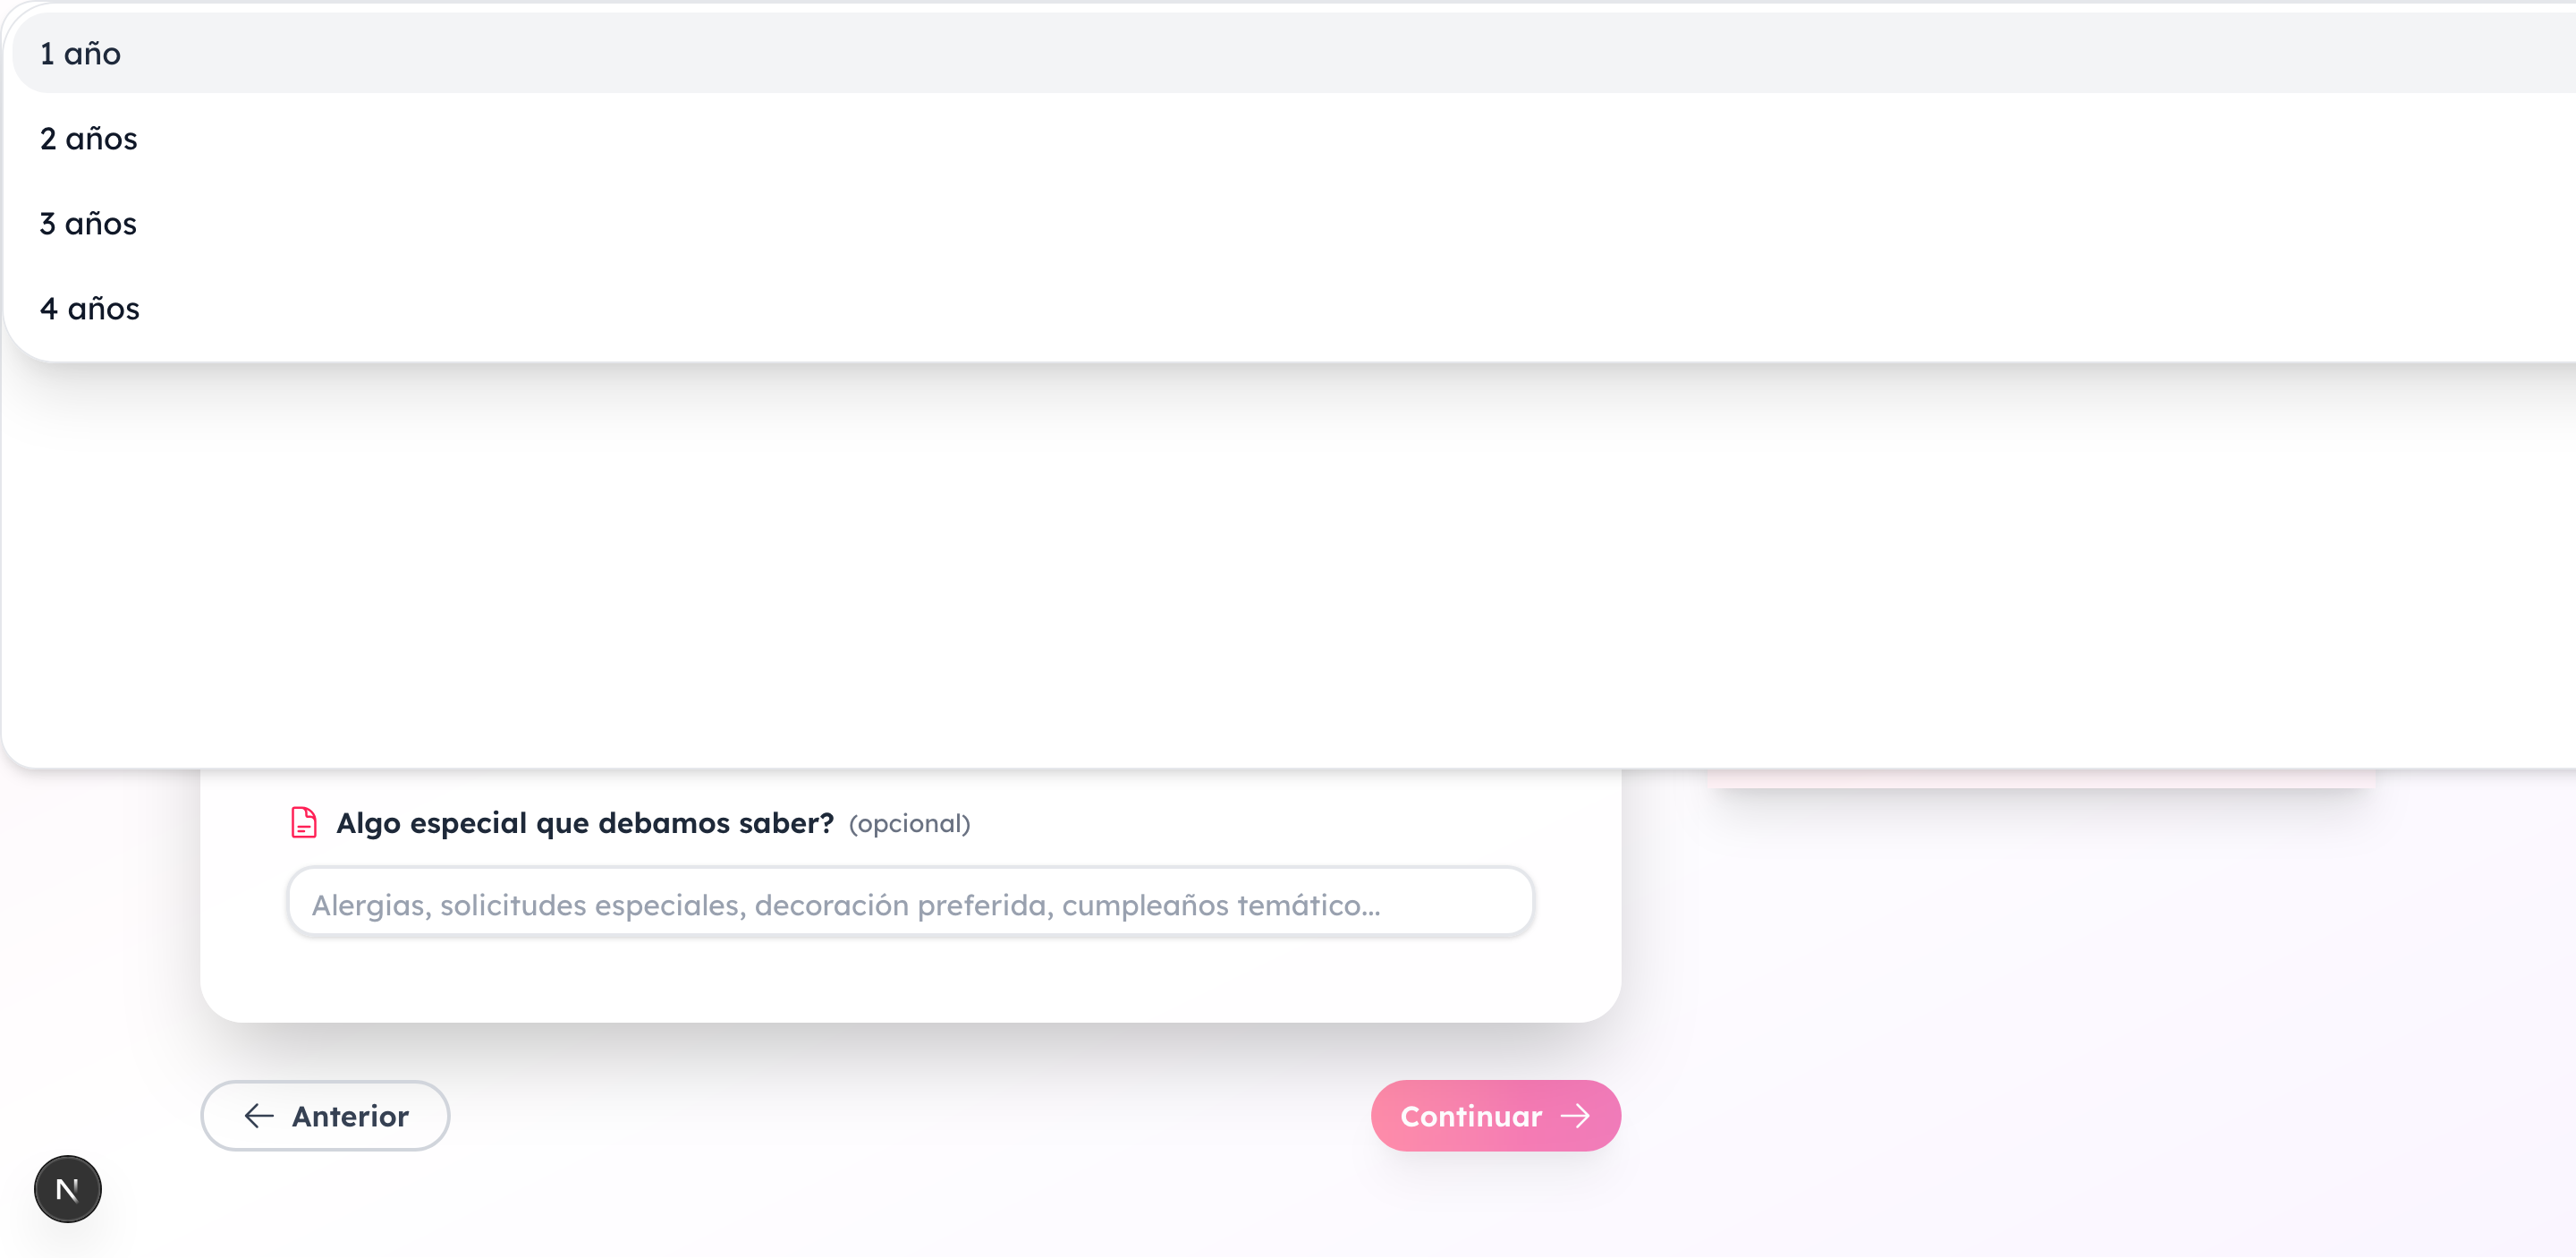 1 año
2 años
3 años
4 años
Algo especial que debamos saber? (opcional)
Alergias, solicitudes especiales, decoración preferida, cumpleaños temático...
Anterior
Continuar
N